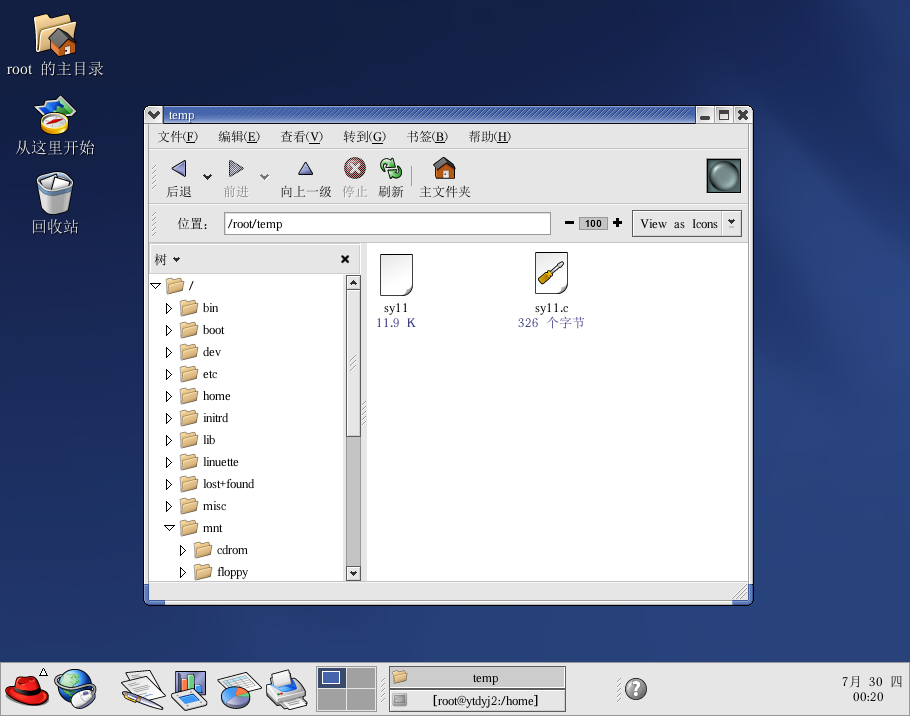 root 的主目录
从这里开始
回收站
temp
文件(F) 编辑(E) 查看(V) 转到(G) 书签(B) 帮助(H)
后退 前进 向上一级 停止 刷新 主文件夹
位置: /root/temp 100 View as Icons
树
/
bin
boot
dev
etc
home
initrd
lib
linuette
lost+found
misc
mnt
cdrom
floppy
sy11
11.9 K
sy11.c
326 个字节
temp
[root@ytdyj2:/home]
7月 30 四
00:20